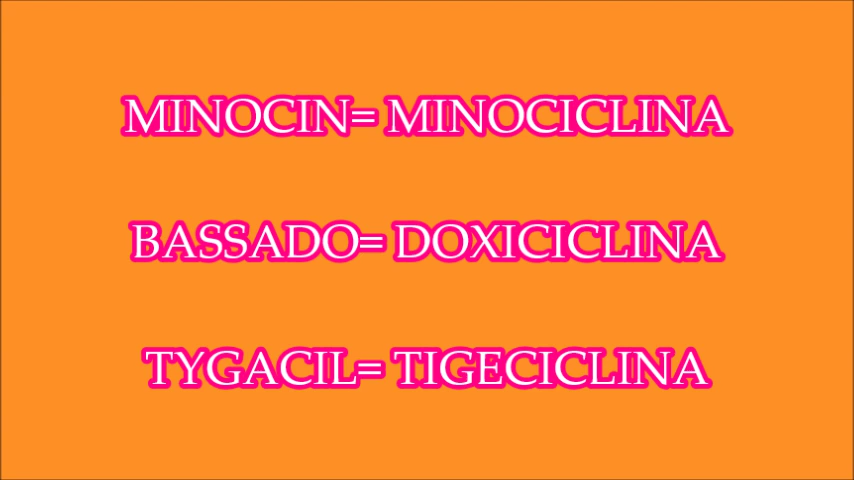 MINOCIN= MINOCICLINA
BASSADO= DOXICICLINA
TYGACIL= TIGECICLINA